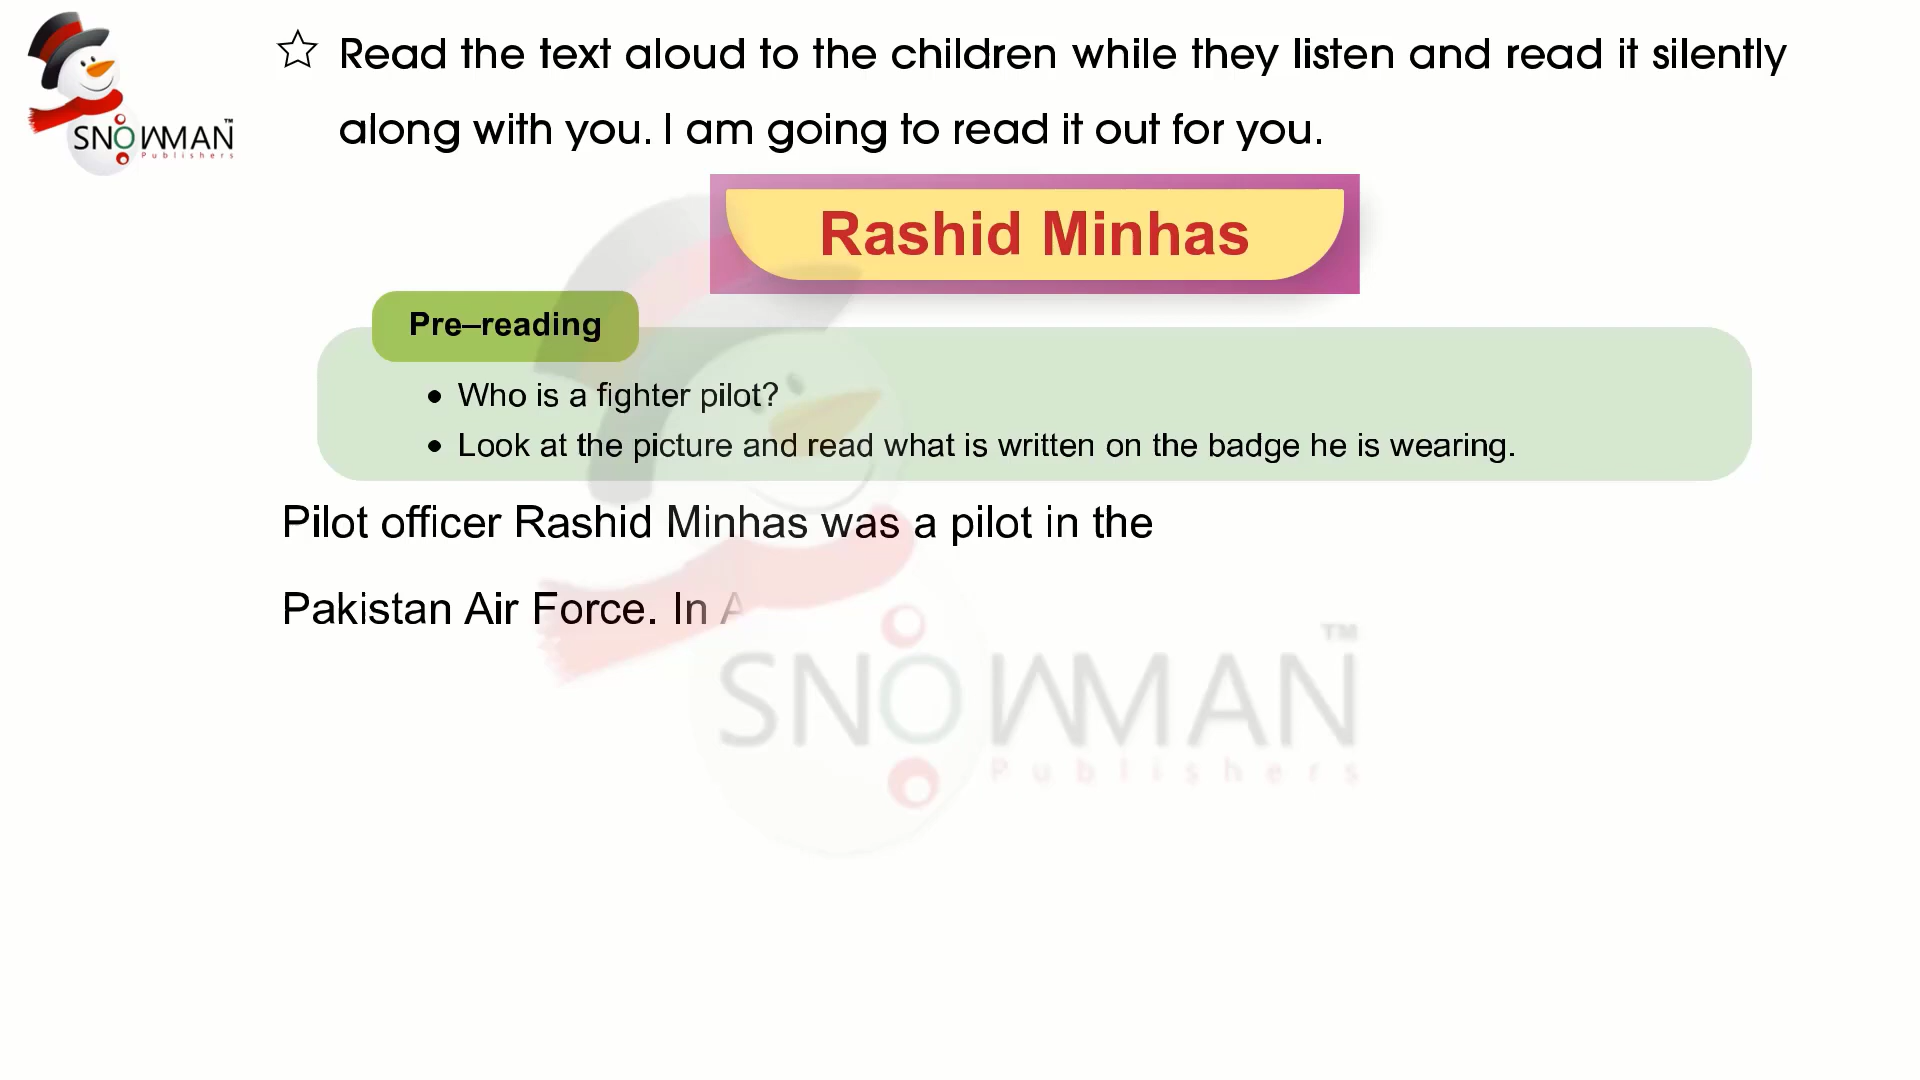 SNOWMAN™
Publishers
☆ Read the text aloud to the children while they listen and read it silently
along with you. I am going to read it out for you.
Rashid Minhas
Pre–reading
• Who is a fighter pilot?
• Look at the picture and read what is written on the badge he is wearing.
Pilot officer Rashid Minhas was a pilot in the
Pakistan Air Force. In A
SNOWMAN™
Publishers